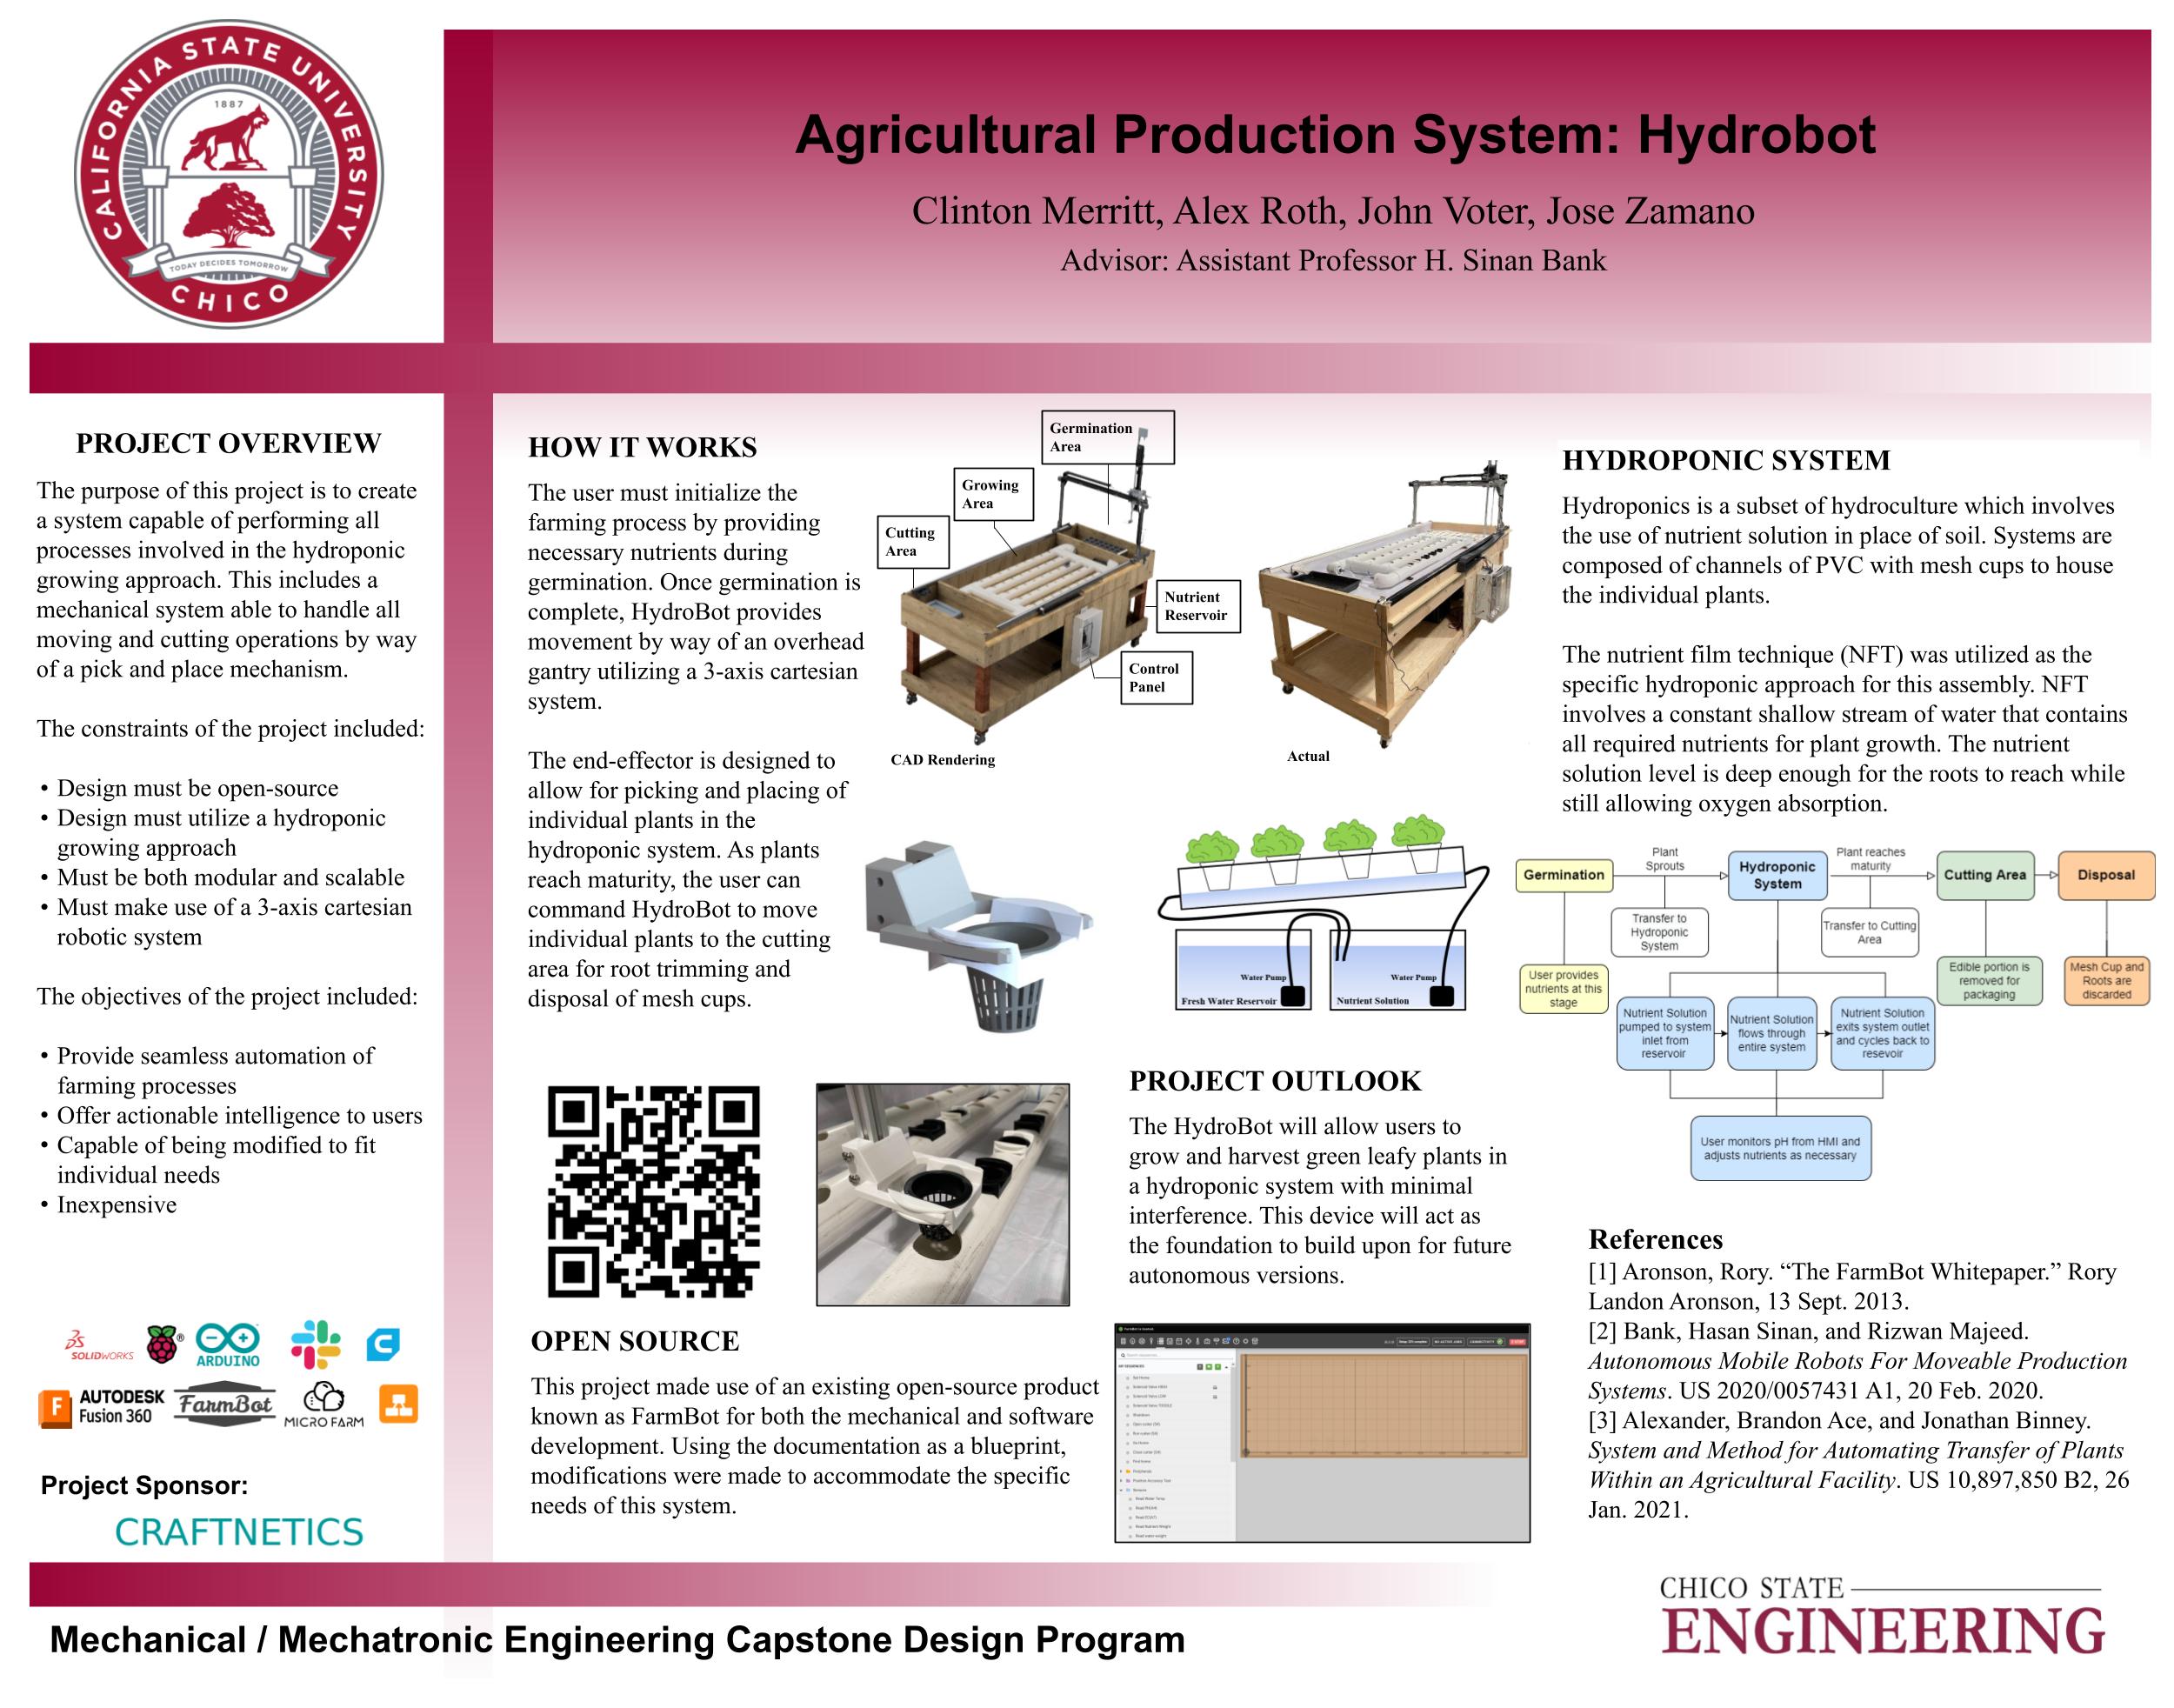 CALIFORNIA STATE UNIVERSITY
1887
TODAY DECIDES TOMORROW
CHICO
Agricultural Production System: Hydrobot
Clinton Merritt, Alex Roth, John Voter, Jose Zamano
Advisor: Assistant Professor H. Sinan Bank
PROJECT OVERVIEW
The purpose of this project is to create
a system capable of performing all
processes involved in the hydroponic
growing approach. This includes a
mechanical system able to handle all
moving and cutting operations by way
of a pick and place mechanism.
The constraints of the project included:
• Design must be open-source
• Design must utilize a hydroponic
growing approach
• Must be both modular and scalable
• Must make use of a 3-axis cartesian
robotic system
The objectives of the project included:
• Provide seamless automation of
farming processes
• Offer actionable intelligence to users
• Capable of being modified to fit
individual needs
• Inexpensive
SOLIDWORKS
ARDUINO
AUTODESK
Fusion 360
FarmBot
MICRO FARM
Project Sponsor:
CRAFTNETICS
HOW IT WORKS
The user must initialize the
farming process by providing
necessary nutrients during
germination. Once germination is
complete, HydroBot provides
movement by way of an overhead
gantry utilizing a 3-axis cartesian
system.
The end-effector is designed to
allow for picking and placing of
individual plants in the
hydroponic system. As plants
reach maturity, the user can
command HydroBot to move
individual plants to the cutting
area for root trimming and
disposal of mesh cups.
Germination
Area
Growing
Area
Cutting
Area
Nutrient
Reservoir
Control
Panel
CAD Rendering
Actual
Water Pump
Fresh Water Reservoir
Water Pump
Nutrient Solution
OPEN SOURCE
This project made use of an existing open-source product
known as FarmBot for both the mechanical and software
development. Using the documentation as a blueprint,
modifications were made to accommodate the specific
needs of this system.
PROJECT OUTLOOK
The HydroBot will allow users to
grow and harvest green leafy plants in
a hydroponic system with minimal
interference. This device will act as
the foundation to build upon for future
autonomous versions.
HYDROPONIC SYSTEM
Hydroponics is a subset of hydroculture which involves
the use of nutrient solution in place of soil. Systems are
composed of channels of PVC with mesh cups to house
the individual plants.
The nutrient film technique (NFT) was utilized as the
specific hydroponic approach for this assembly. NFT
involves a constant shallow stream of water that contains
all required nutrients for plant growth. The nutrient
solution level is deep enough for the roots to reach while
still allowing oxygen absorption.
Germination
Plant
Sprouts
Hydroponic
System
Plant reaches
maturity
Cutting Area
Disposal
Transfer to
Hydroponic
System
Transfer to Cutting
Area
User provides
nutrients at this
stage
Edible portion is
removed for
packaging
Mesh Cup and
Roots are
discarded
Nutrient Solution
pumped to system
inlet from
reservoir
Nutrient Solution
flows through
entire system
Nutrient Solution
exits system outlet
and cycles back to
resevoir
User monitors pH from HMI and
adjusts nutrients as necessary
References
[1] Aronson, Rory. “The FarmBot Whitepaper.” Rory
Landon Aronson, 13 Sept. 2013.
[2] Bank, Hasan Sinan, and Rizwan Majeed.
Autonomous Mobile Robots For Moveable Production
Systems. US 2020/0057431 A1, 20 Feb. 2020.
[3] Alexander, Brandon Ace, and Jonathan Binney.
System and Method for Automating Transfer of Plants
Within an Agricultural Facility. US 10,897,850 B2, 26
Jan. 2021.
Mechanical / Mechatronic Engineering Capstone Design Program
CHICO STATE
ENGINEERING